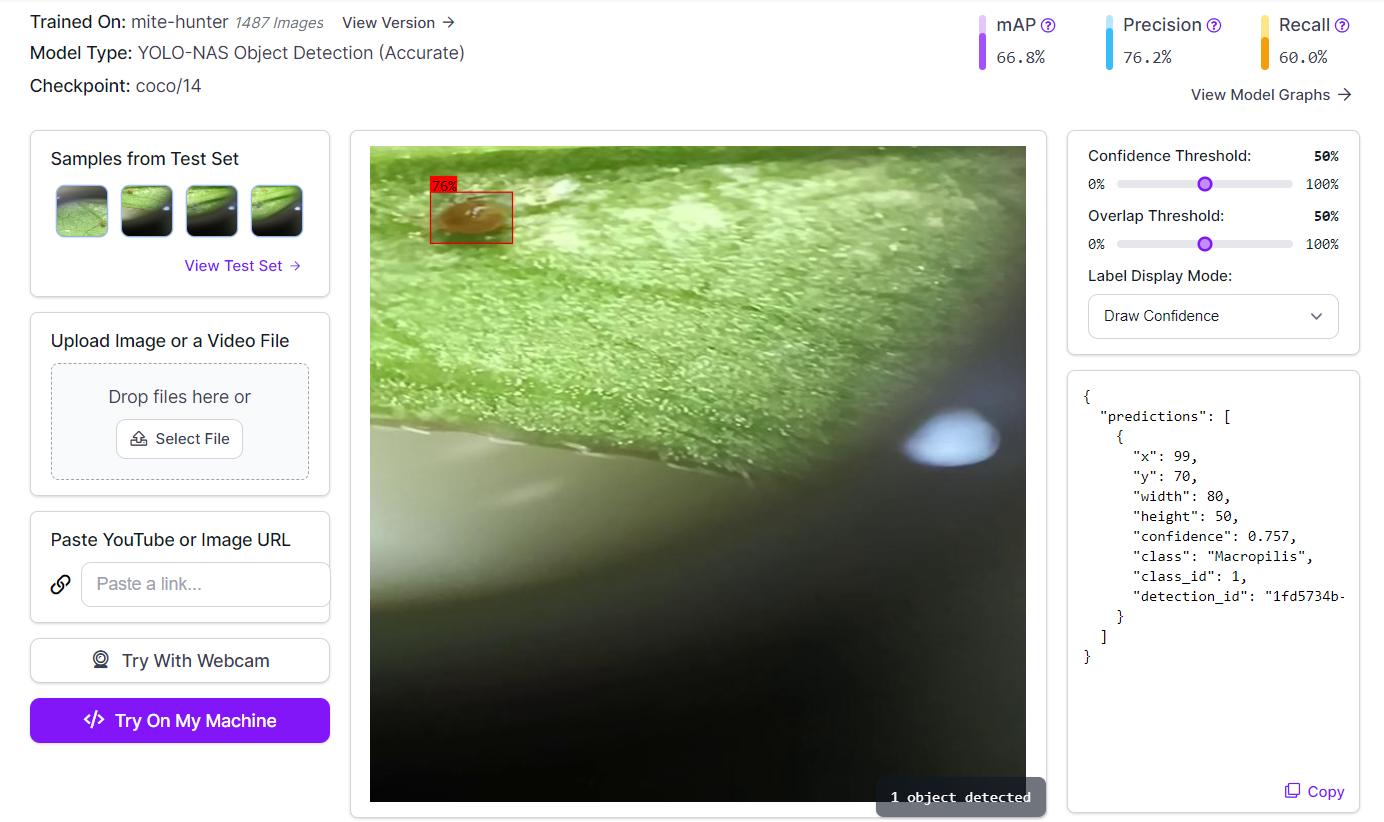 Trained On: mite-hunter 1487 Images View Version →
Model Type: YOLO-NAS Object Detection (Accurate)
Checkpoint: coco/14
mAP ?
66.8%
Precision ?
76.2%
Recall ?
60.0%
View Model Graphs →
Samples from Test Set
View Test Set →
Upload Image or a Video File
Drop files here or
Select File
Paste YouTube or Image URL
Paste a link...
Try With Webcam
</> Try On My Machine
76%
1 object detected
Confidence Threshold: 50%
0% 100%
Overlap Threshold: 50%
0% 100%
Label Display Mode:
Draw Confidence
{
"predictions": [
{
"x": 99,
"y": 70,
"width": 80,
"height": 50,
"confidence": 0.757,
"class": "Macropilis",
"class_id": 1,
"detection_id": "1fd5734b-
}
]
}
Copy